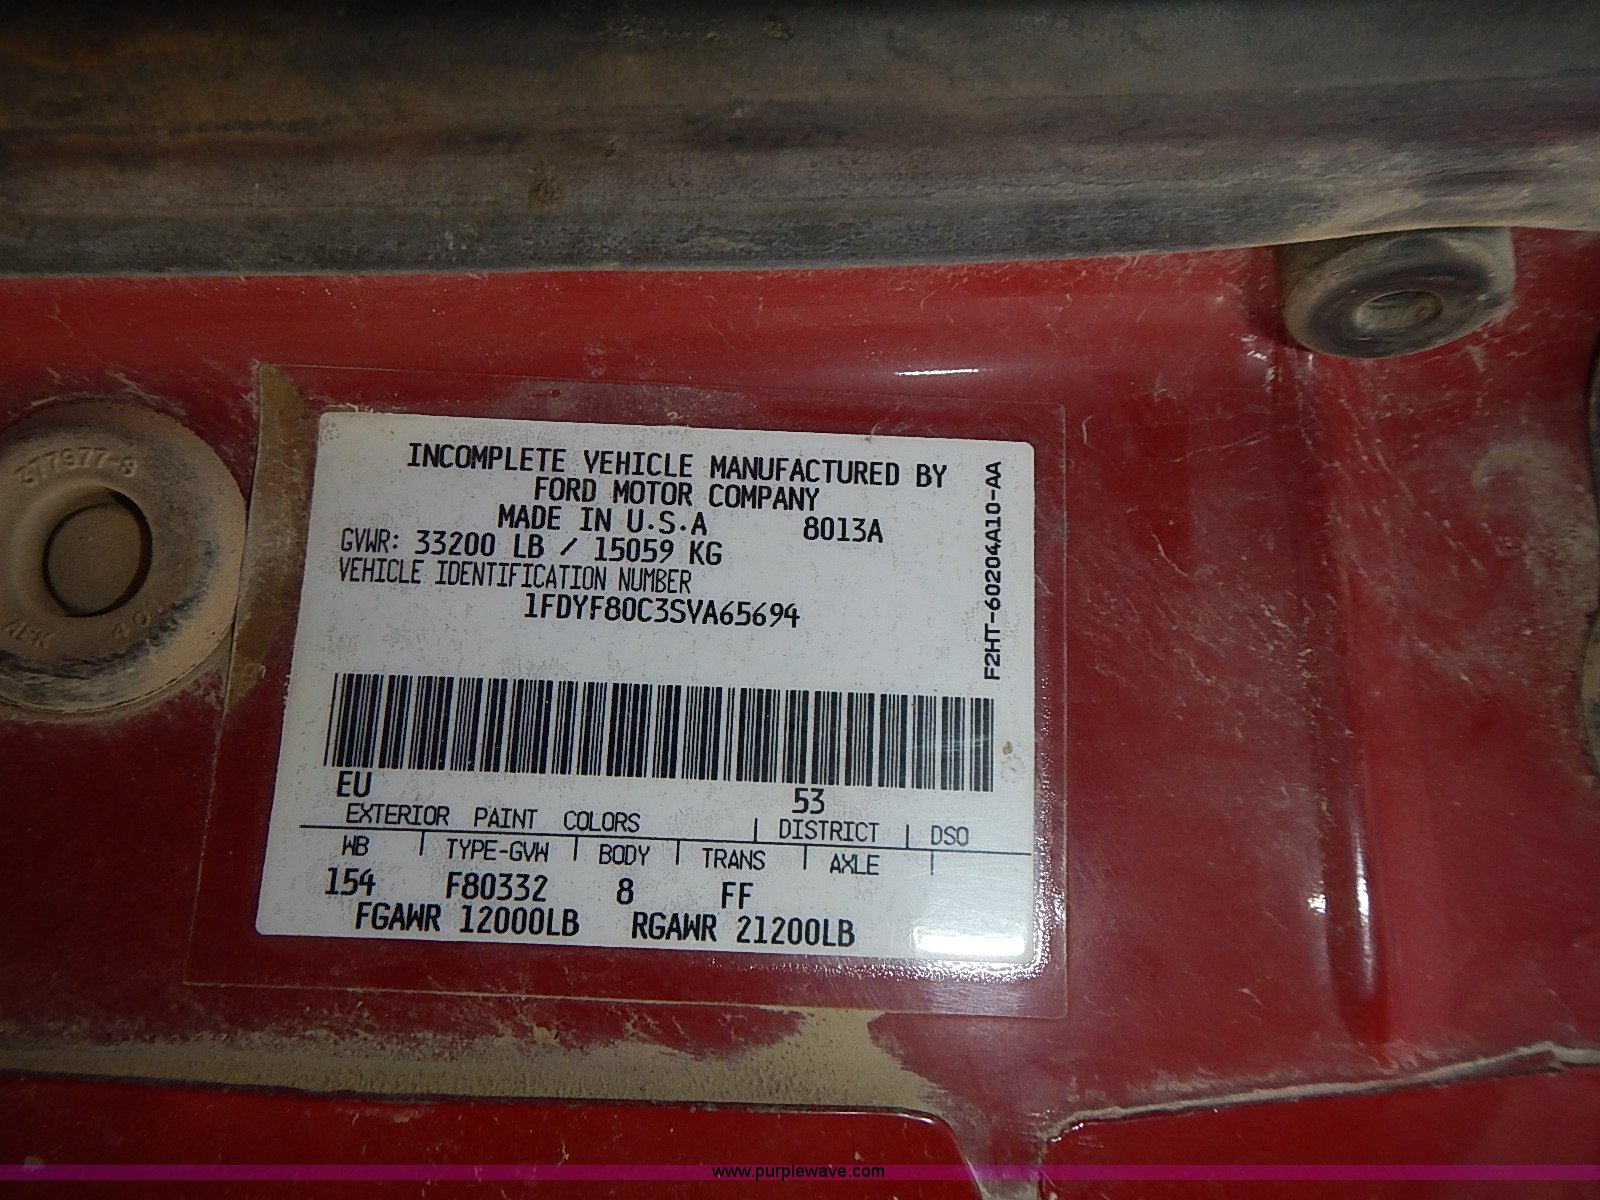 377977-S
INCOMPLETE VEHICLE MANUFACTURED BY
FORD MOTOR COMPANY
MADE IN U.S.A 8013A
GVWR: 33200 LB / 15059 KG
VEHICLE IDENTIFICATION NUMBER
1FDYF80C3SVA65694
F2HT-60204A10-AA
EU 53
EXTERIOR PAINT COLORS DISTRICT DSO
WB TYPE-GVW BODY TRANS AXLE
154 F80332 8 FF
FGAWR 12000LB RGAWR 21200LB
www.purplewave.com